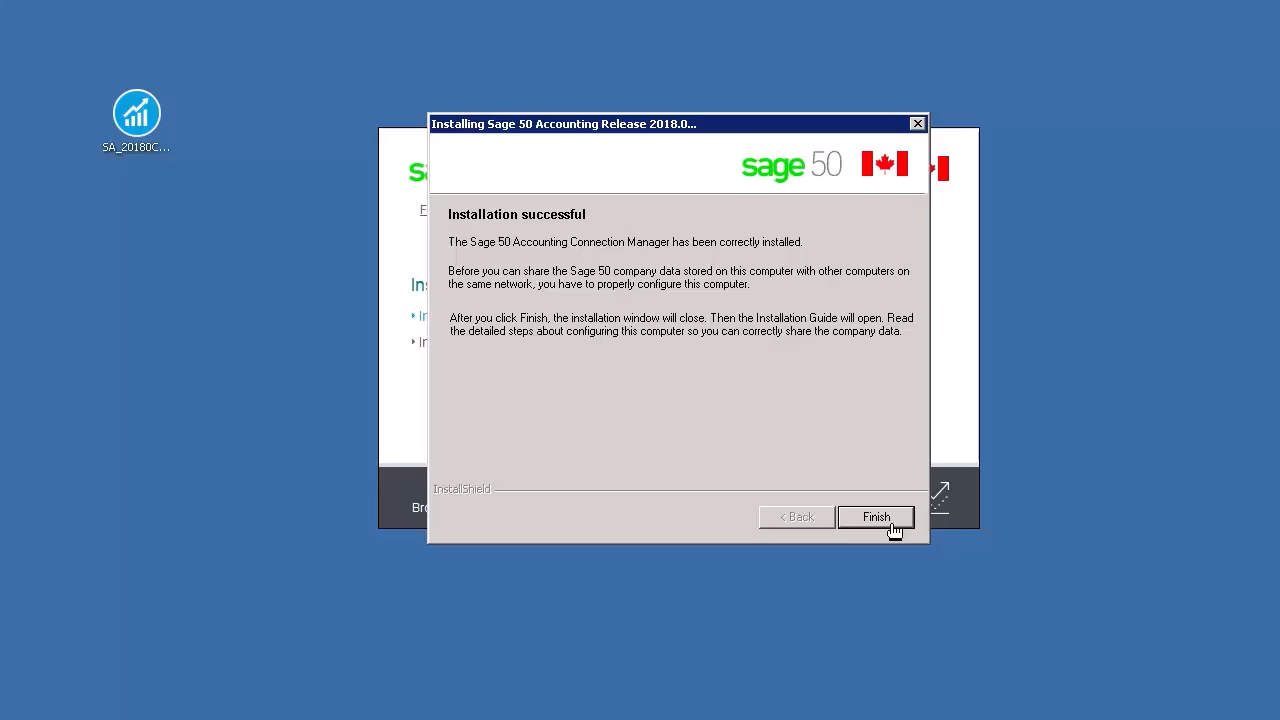 SA_20180C...
Installing Sage 50 Accounting Release 2018.0...
sage 50
Installation successful
The Sage 50 Accounting Connection Manager has been correctly installed.
Before you can share the Sage 50 company data stored on this computer with other computers on
the same network, you have to properly configure this computer.
After you click Finish, the installation window will close. Then the Installation Guide will open. Read
the detailed steps about configuring this computer so you can correctly share the company data.
InstallShield
< Back
Finish